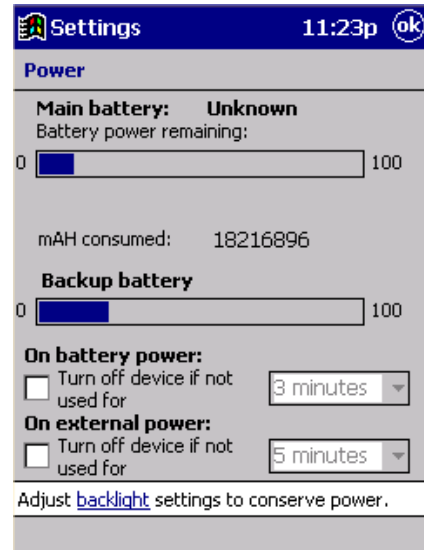 Settings 11:23p ok
Power
Main battery: Unknown
Battery power remaining:
0 100
mAH consumed: 18216896
Backup battery
0 100
On battery power:
Turn off device if not
used for
3 minutes
On external power:
Turn off device if not
used for
5 minutes
Adjust backlight settings to conserve power.